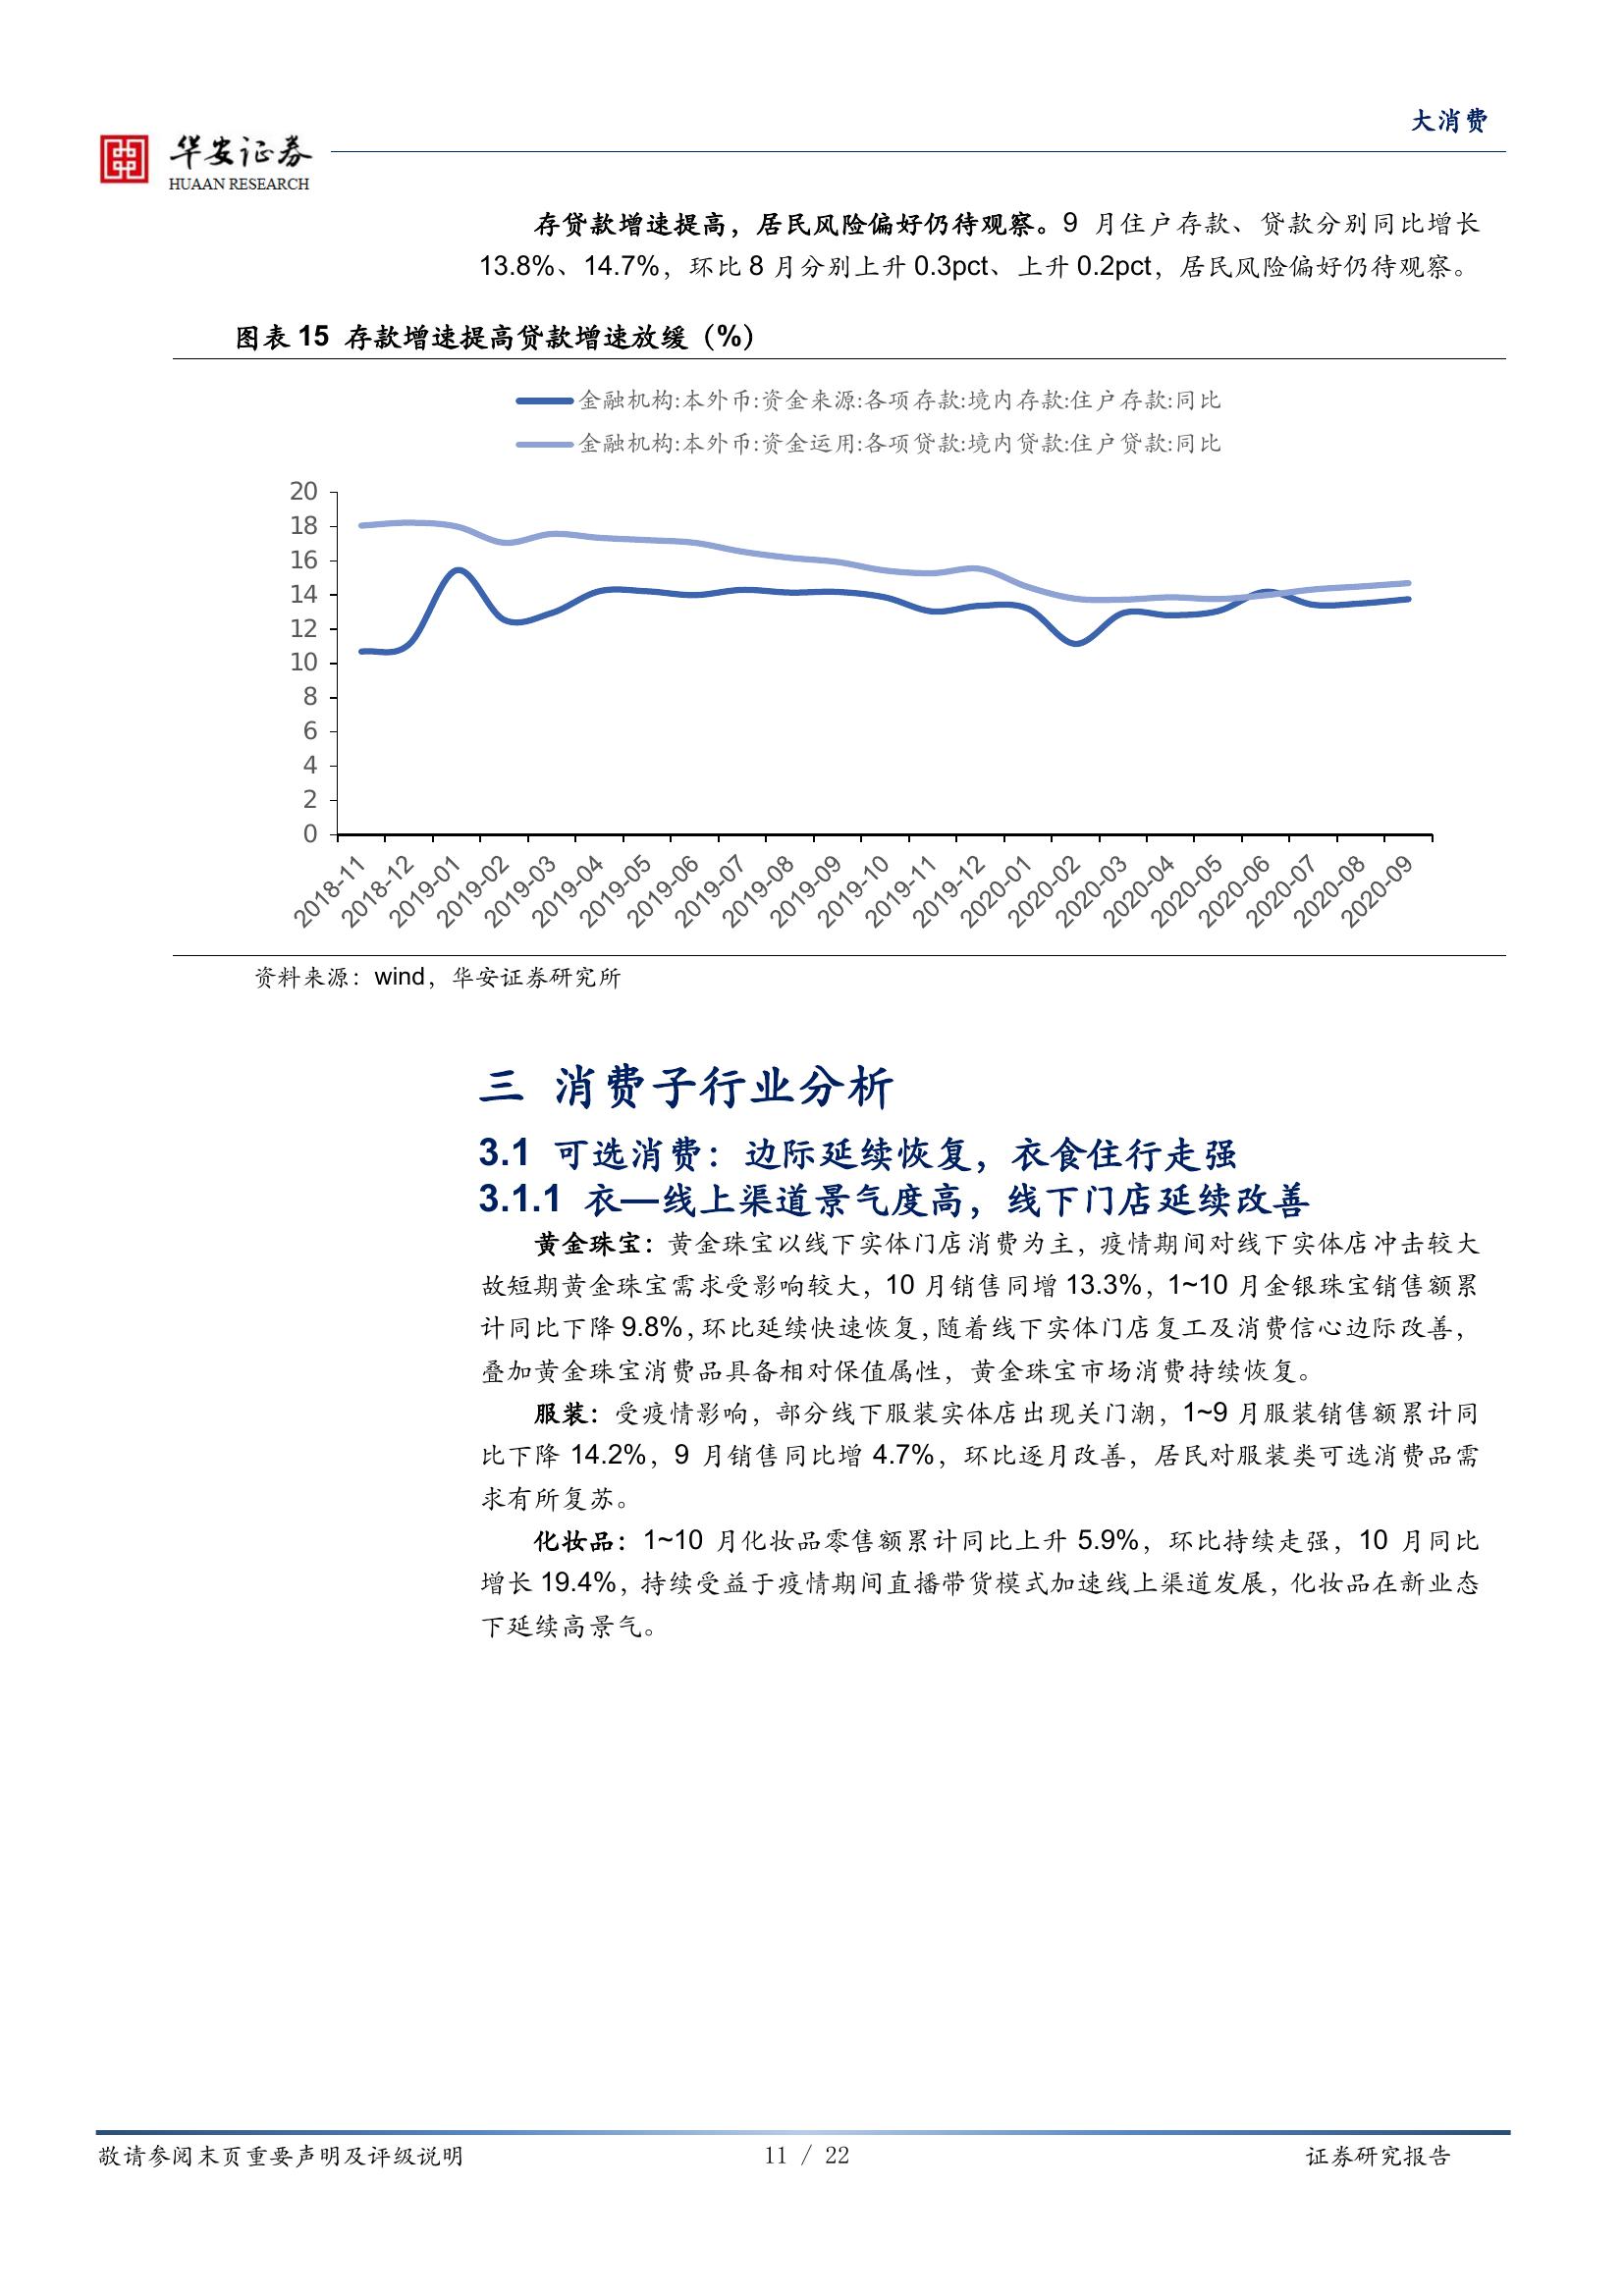 大消费
华安证券
HUAAN RESEARCH
存贷款增速提高，居民风险偏好仍待观察。9 月住户存款、贷款分别同比增长
13.8%、14.7%，环比 8 月分别上升 0.3pct、上升 0.2pct，居民风险偏好仍待观察。
图表 15 存款增速提高贷款增速放缓（%）
金融机构:本外币:资金来源:各项存款:境内存款:住户存款:同比
金融机构:本外币:资金运用:各项贷款:境内贷款:住户贷款:同比
20
18
16
14
12
10
8
6
4
2
0
2018-11
2018-12
2019-01
2019-02
2019-03
2019-04
2019-05
2019-06
2019-07
2019-08
2019-09
2019-10
2019-11
2019-12
2020-01
2020-02
2020-03
2020-04
2020-05
2020-06
2020-07
2020-08
2020-09
资料来源：wind，华安证券研究所
三 消费子行业分析
3.1 可选消费：边际延续恢复，衣食住行走强
3.1.1 衣—线上渠道景气度高，线下门店延续改善
黄金珠宝：黄金珠宝以线下实体门店消费为主，疫情期间对线下实体店冲击较大
故短期黄金珠宝需求受影响较大，10 月销售同增 13.3%，1~10 月金银珠宝销售额累
计同比下降 9.8%，环比延续快速恢复，随着线下实体门店复工及消费信心边际改善，
叠加黄金珠宝消费品具备相对保值属性，黄金珠宝市场消费持续恢复。
服装：受疫情影响，部分线下服装实体店出现关门潮，1~9 月服装销售额累计同
比下降 14.2%，9 月销售同比增 4.7%，环比逐月改善，居民对服装类可选消费品需
求有所复苏。
化妆品：1~10 月化妆品零售额累计同比上升 5.9%，环比持续走强，10 月同比
增长 19.4%，持续受益于疫情期间直播带货模式加速线上渠道发展，化妆品在新业态
下延续高景气。
敬请参阅末页重要声明及评级说明
11 / 22
证券研究报告